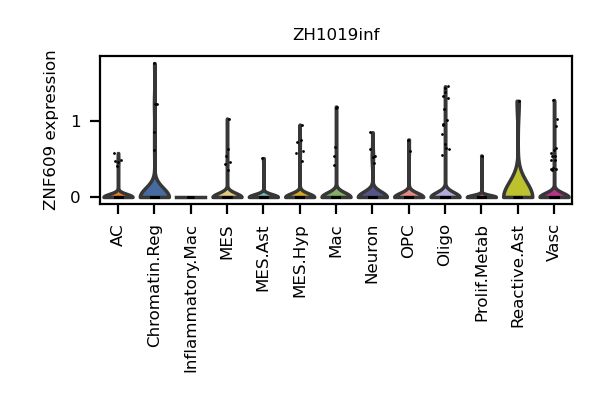 ZH1019inf
ZNF609 expression
1
0
AC
Chromatin.Reg
Inflammatory.Mac
MES
MES.Ast
MES.Hyp
Mac
Neuron
OPC
Oligo
Prolif.Metab
Reactive.Ast
Vasc